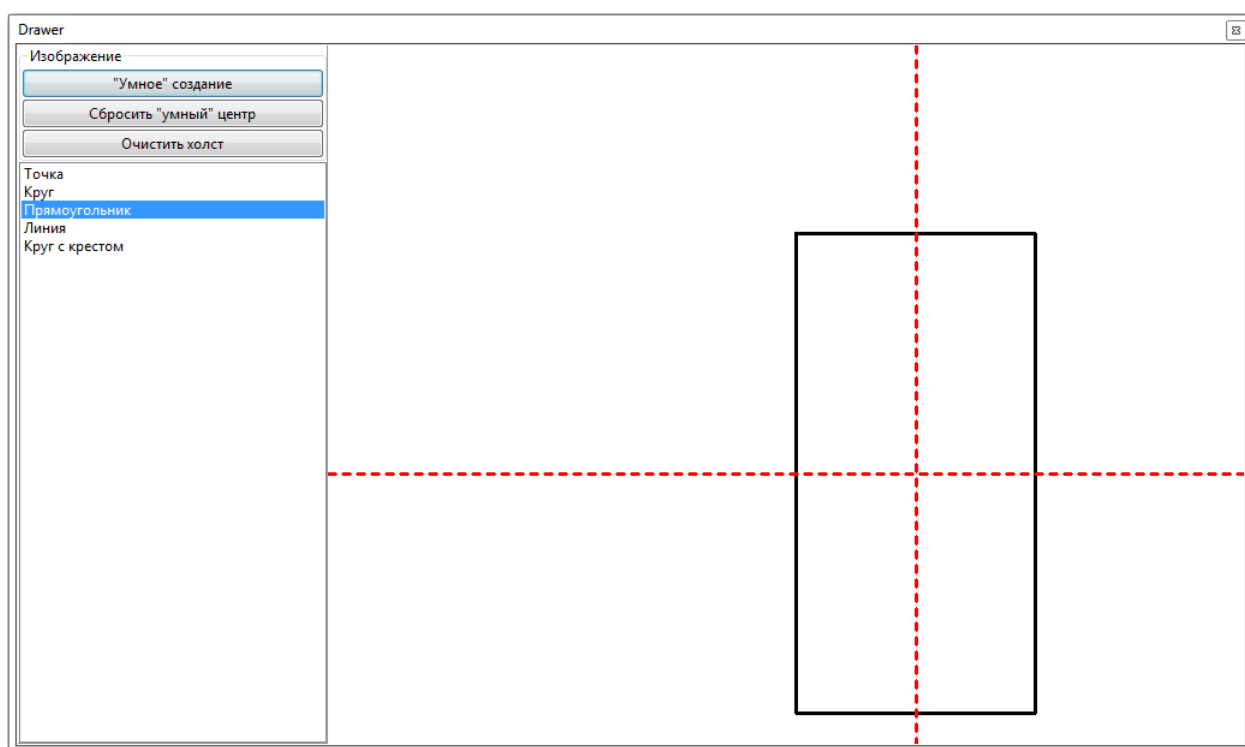 Drawer
Изображение
"Умное" создание
Сбросить "умный" центр
Очистить холст
Точка
Круг
Прямоугольник
Линия
Круг с крестом